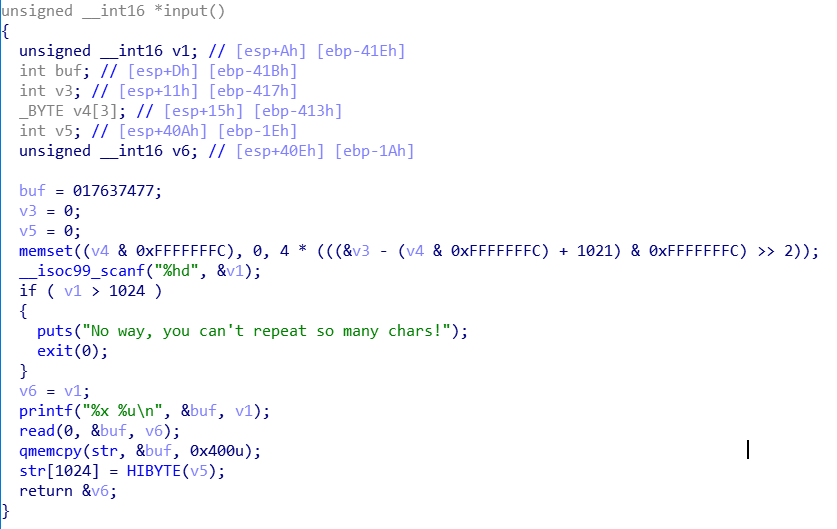 unsigned __int16 *input()
{
unsigned __int16 v1; // [esp+Ah] [ebp-41Eh]
int buf; // [esp+Dh] [ebp-41Bh]
int v3; // [esp+11h] [ebp-417h]
_BYTE v4[3]; // [esp+15h] [ebp-413h]
int v5; // [esp+40Ah] [ebp-1Eh]
unsigned __int16 v6; // [esp+40Eh] [ebp-1Ah]
buf = 017637477;
v3 = 0;
v5 = 0;
memset((v4 & 0xFFFFFFFC), 0, 4 * (((&v3 - (v4 & 0xFFFFFFFC) + 1021) & 0xFFFFFFFC) >> 2));
__isoc99_scanf("%hd", &v1);
if ( v1 > 1024 )
{
puts("No way, you can't repeat so many chars!");
exit(0);
}
v6 = v1;
printf("%x %u\n", &buf, v1);
read(0, &buf, v6);
qmemcpy(str, &buf, 0x400u);
str[1024] = HIBYTE(v5);
return &v6;
}